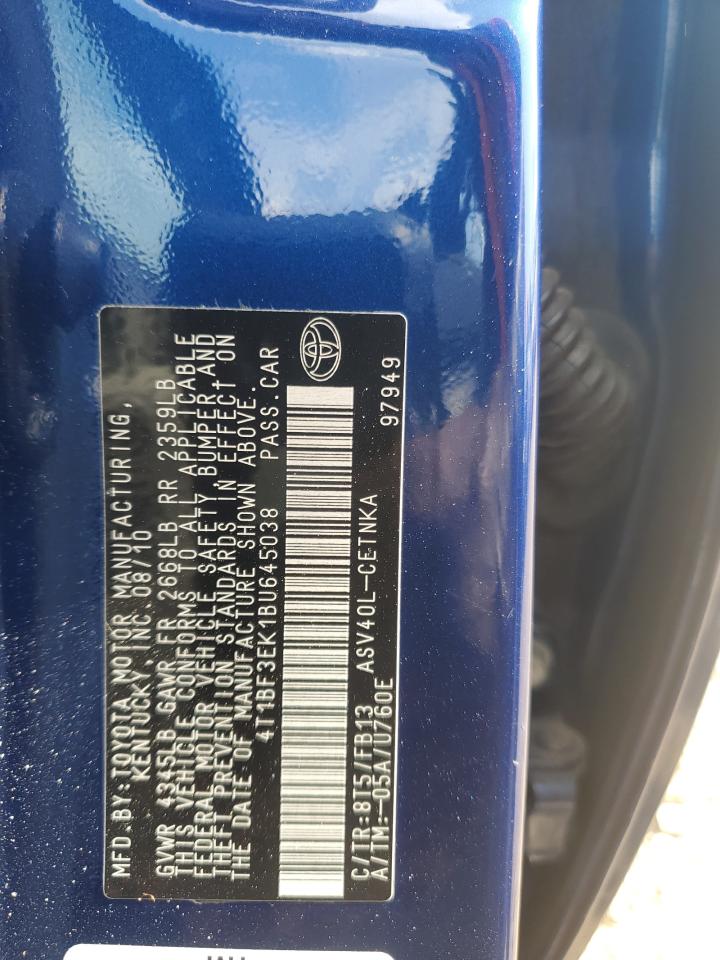 MFD.BY:TOYOTA MOTOR MANUFACTURING,
KENTUCKY, INC.08/10
GVWR 4345LB GAWR FR 2668LB RR 2359LB
THIS VEHICLE CONFORMS TO ALL APPLICABLE
FEDERAL MOTOR VEHICLE SAFETY, BUMPER, AND
THEFT PREVENTION STANDARDS IN EFFECT ON
THE DATE OF MANUFACTURE SHOWN ABOVE.
4T1BF3EK1BU645038 PASS.CAR
C/TR:8T5/FB13 ASV40L-CETNKA
A/TM:-05A/U760E 97949